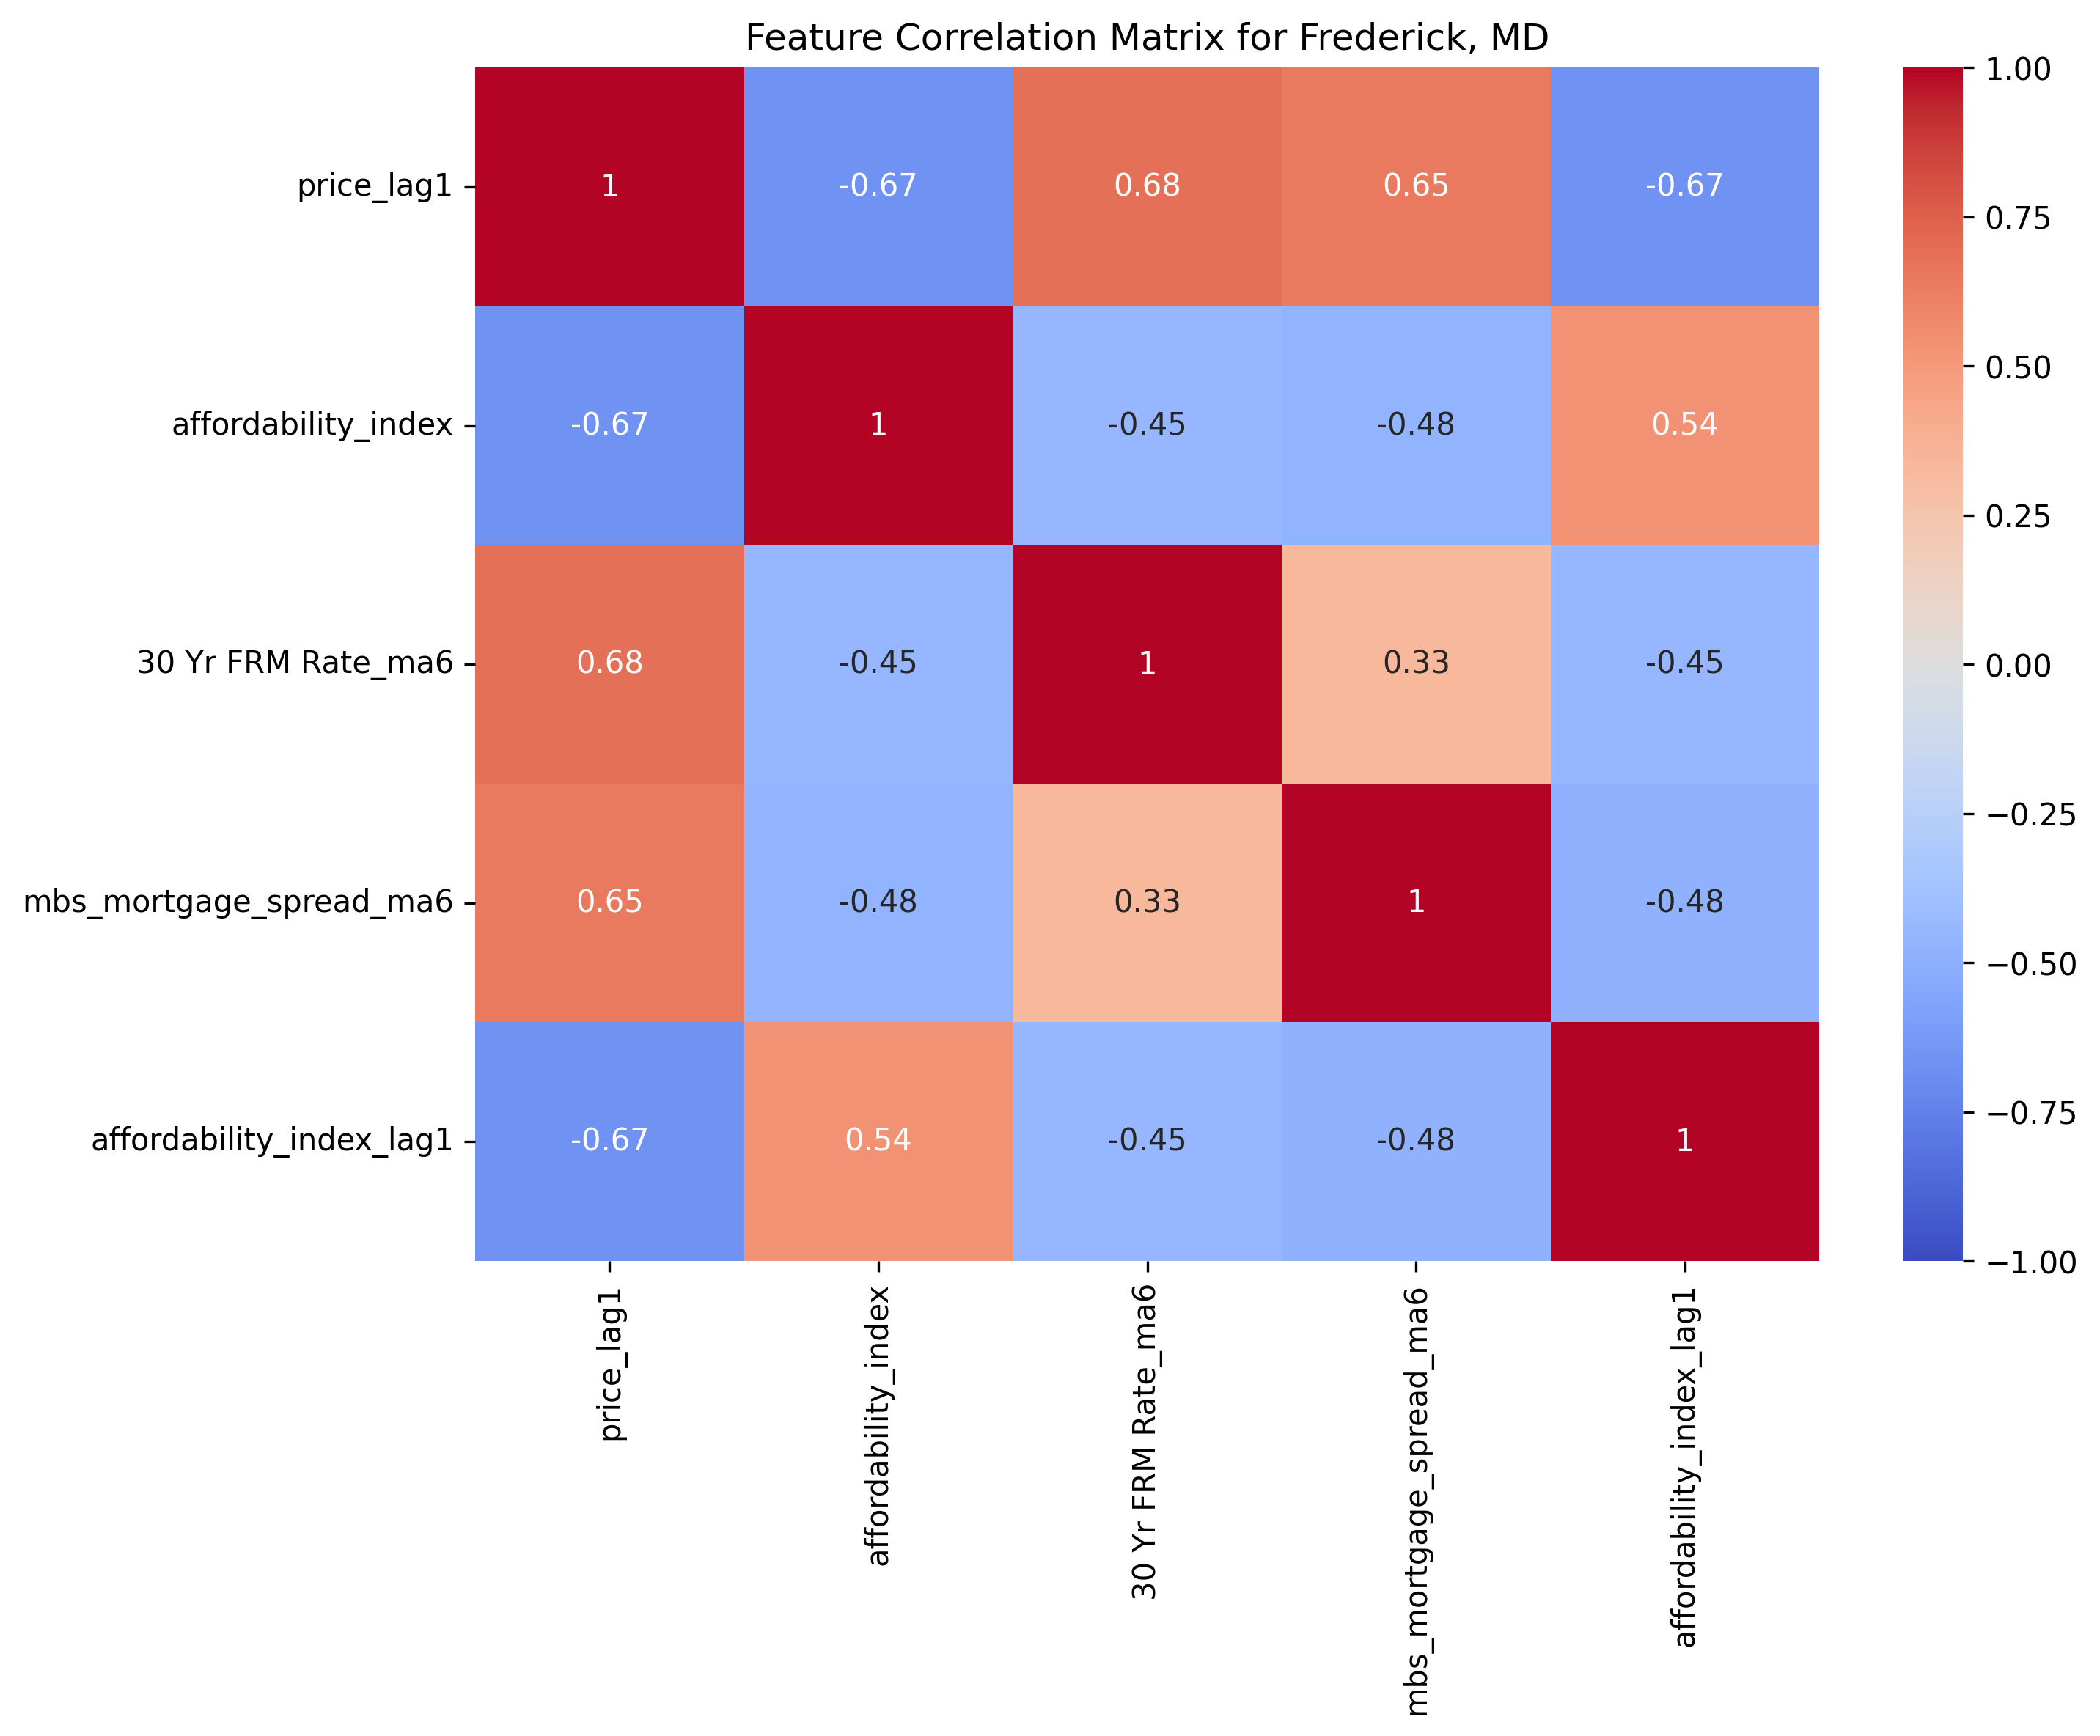 Feature Correlation Matrix for Frederick, MD
price_lag1 1 -0.67 0.68 0.65 -0.67
affordability_index -0.67 1 -0.45 -0.48 0.54
30 Yr FRM Rate_ma6 0.68 -0.45 1 0.33 -0.45
mbs_mortgage_spread_ma6 0.65 -0.48 0.33 1 -0.48
affordability_index_lag1 -0.67 0.54 -0.45 -0.48 1
price_lag1
affordability_index
30 Yr FRM Rate_ma6
mbs_mortgage_spread_ma6
affordability_index_lag1
1.00
0.75
0.50
0.25
0.00
−0.25
−0.50
−0.75
−1.00